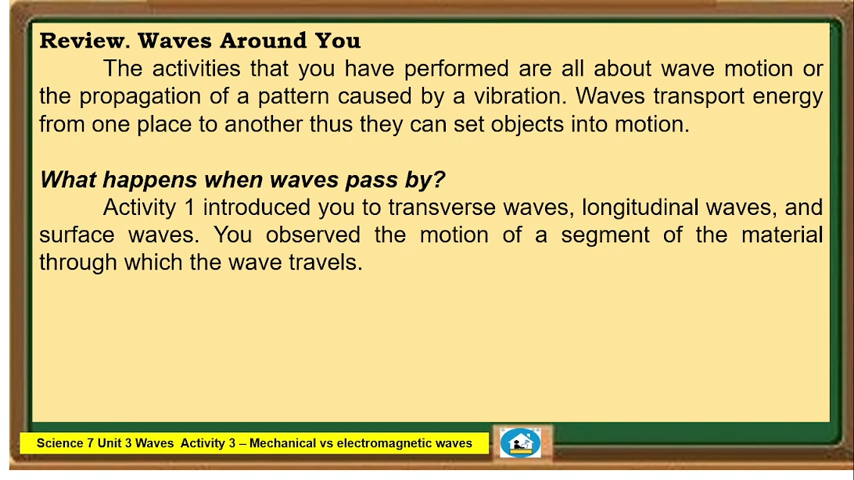 Review. Waves Around You
The activities that you have performed are all about wave motion or
the propagation of a pattern caused by a vibration. Waves transport energy
from one place to another thus they can set objects into motion.
What happens when waves pass by?
Activity 1 introduced you to transverse waves, longitudinal waves, and
surface waves. You observed the motion of a segment of the material
through which the wave travels.
Science 7 Unit 3 Waves Activity 3 – Mechanical vs electromagnetic waves